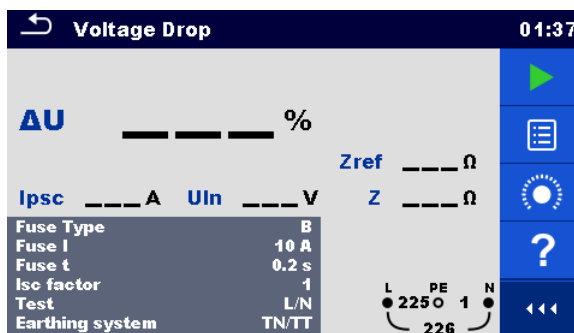 Voltage Drop 01:37
ΔU ___ %
Zref ___ Ω
Ipsc ___ A Uln ___ V Z ___ Ω
Fuse Type B
Fuse I 10 A
Fuse t 0.2 s
Isc factor 1
Test L/N
Earthing system TN/TT
L PE N
225 1
226
?